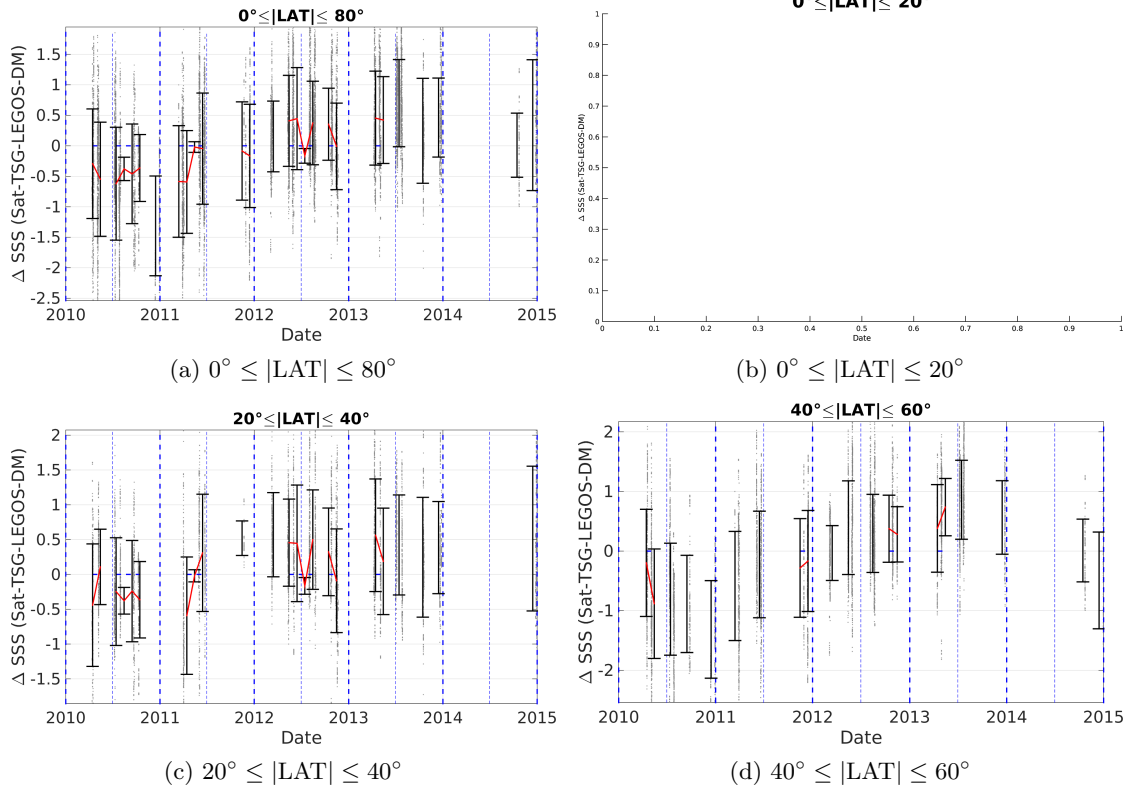 0°≤|LAT|≤ 80°
Δ SSS (Sat-TSG-LEGOS-DM)
1.5
1
0.5
0
-0.5
-1
-1.5
-2
-2.5
2010 2011 2012 2013 2014 2015
Date
(a) 0° ≤ |LAT| ≤ 80°
0°≤|LAT|≤ 20°
Δ SSS (Sat-TSG-LEGOS-DM)
1
0.9
0.8
0.7
0.6
0.5
0.4
0.3
0.2
0.1
0
0 0.1 0.2 0.3 0.4 0.5 0.6 0.7 0.8 0.9 1
Date
(b) 0° ≤ |LAT| ≤ 20°
20°≤|LAT|≤ 40°
Δ SSS (Sat-TSG-LEGOS-DM)
2
1.5
1
0.5
0
-0.5
-1
-1.5
2010 2011 2012 2013 2014 2015
Date
(c) 20° ≤ |LAT| ≤ 40°
40°≤|LAT|≤ 60°
Δ SSS (Sat-TSG-LEGOS-DM)
2
1
0
-1
-2
2010 2011 2012 2013 2014 2015
Date
(d) 40° ≤ |LAT| ≤ 60°